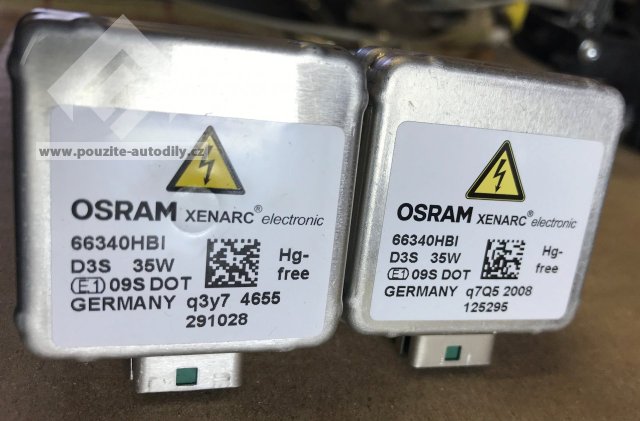 www.pouzite-autodily.cz
OSRAM XENARC® electronic
66340HBI
D3S 35W
E1 09S DOT
Hg-
free
GERMANY q3y7 4655
291028
OSRAM XENARC® electronic
66340HBI
D3S 35W
E1 09S DOT
Hg-
free
GERMANY q7Q5 2008
125295